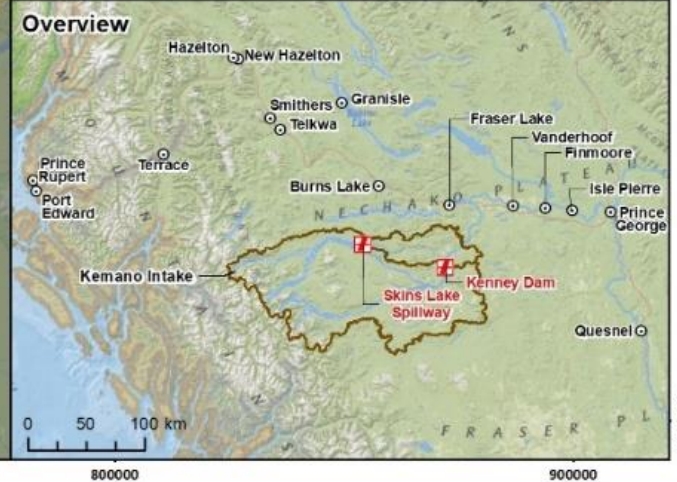 Overview
Hazelton
New Hazelton
Smithers
Granisle
Telkwa
Fraser Lake
Vanderhoof
Finmoore
Terrace
Prince
Rupert
Port
Edward
Burns Lake
Isle Pierre
Prince
George
NECHAKO PLATEAU
Kemano Intake
Kenney Dam
Skins Lake
Spillway
Quesnel
0 50 100 km
FRASER PL
800000 900000